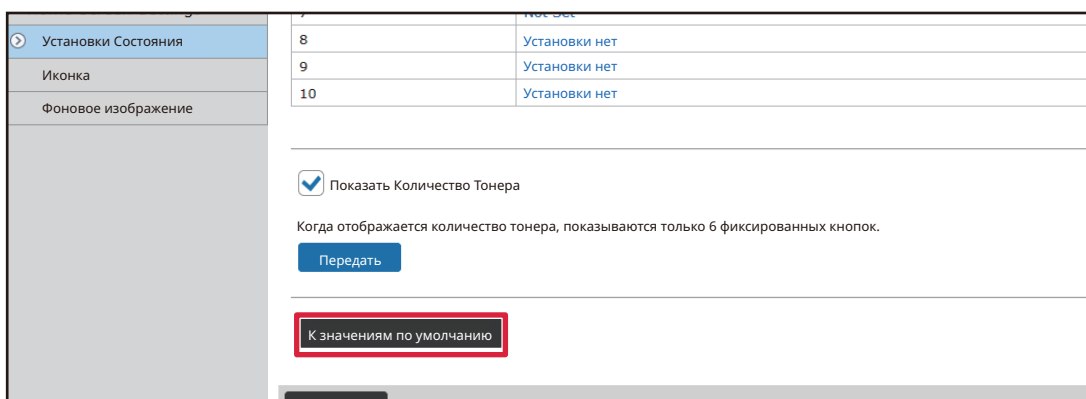 Установки Состояния
Иконка
Фоновое изображение
8 Установки нет
9 Установки нет
10 Установки нет
Показать Количество Тонера
Когда отображается количество тонера, показываются только 6 фиксированных кнопок.
Передать
К значениям по умолчанию